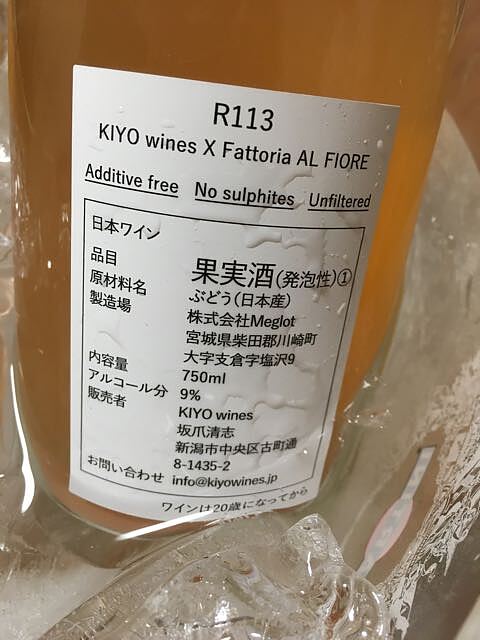 R113
KIYO wines X Fattoria AL FIORE
Additive free No sulphites Unfiltered
日本ワイン
品目 果実酒(発泡性)①
原材料名 ぶどう(日本産)
製造場 株式会社Meglot
宮城県柴田郡川崎町
大字支倉字塩沢9
内容量 750ml
アルコール分 9%
販売者 KIYO wines
坂爪清志
新潟市中央区古町通
8-1435-2
お問い合わせ info@kiyowines.jp
ワインは20歳になってから